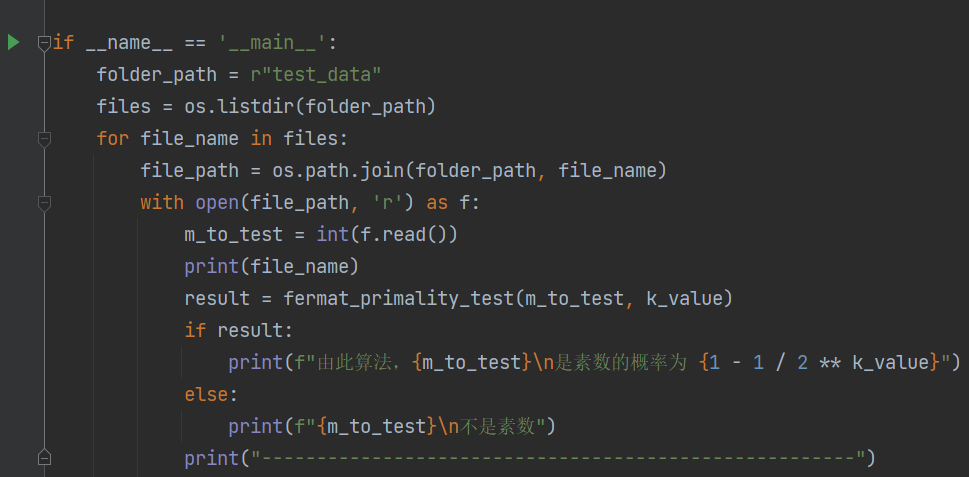 if __name__ == '__main__':
    folder_path = r"test_data"
    files = os.listdir(folder_path)
    for file_name in files:
        file_path = os.path.join(folder_path, file_name)
        with open(file_path, 'r') as f:
            m_to_test = int(f.read())
            print(file_name)
            result = fermat_primality_test(m_to_test, k_value)
            if result:
                print(f"由此算法，{m_to_test}\n是素数的概率为 {1 - 1 / 2 ** k_value}")
            else:
                print(f"{m_to_test}\n不是素数")
            print("------------------------------------------------------")